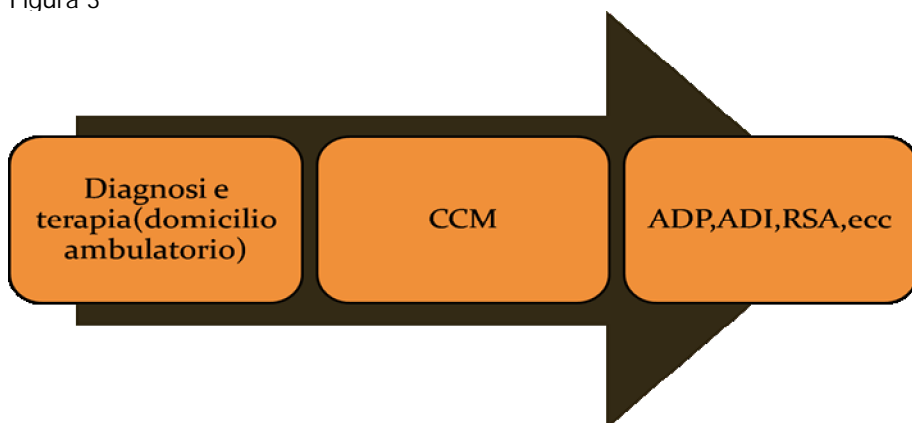 Figura 3
Diagnosi e
terapia(domicilio
ambulatorio)
CCM
ADP,ADI,RSA,ecc